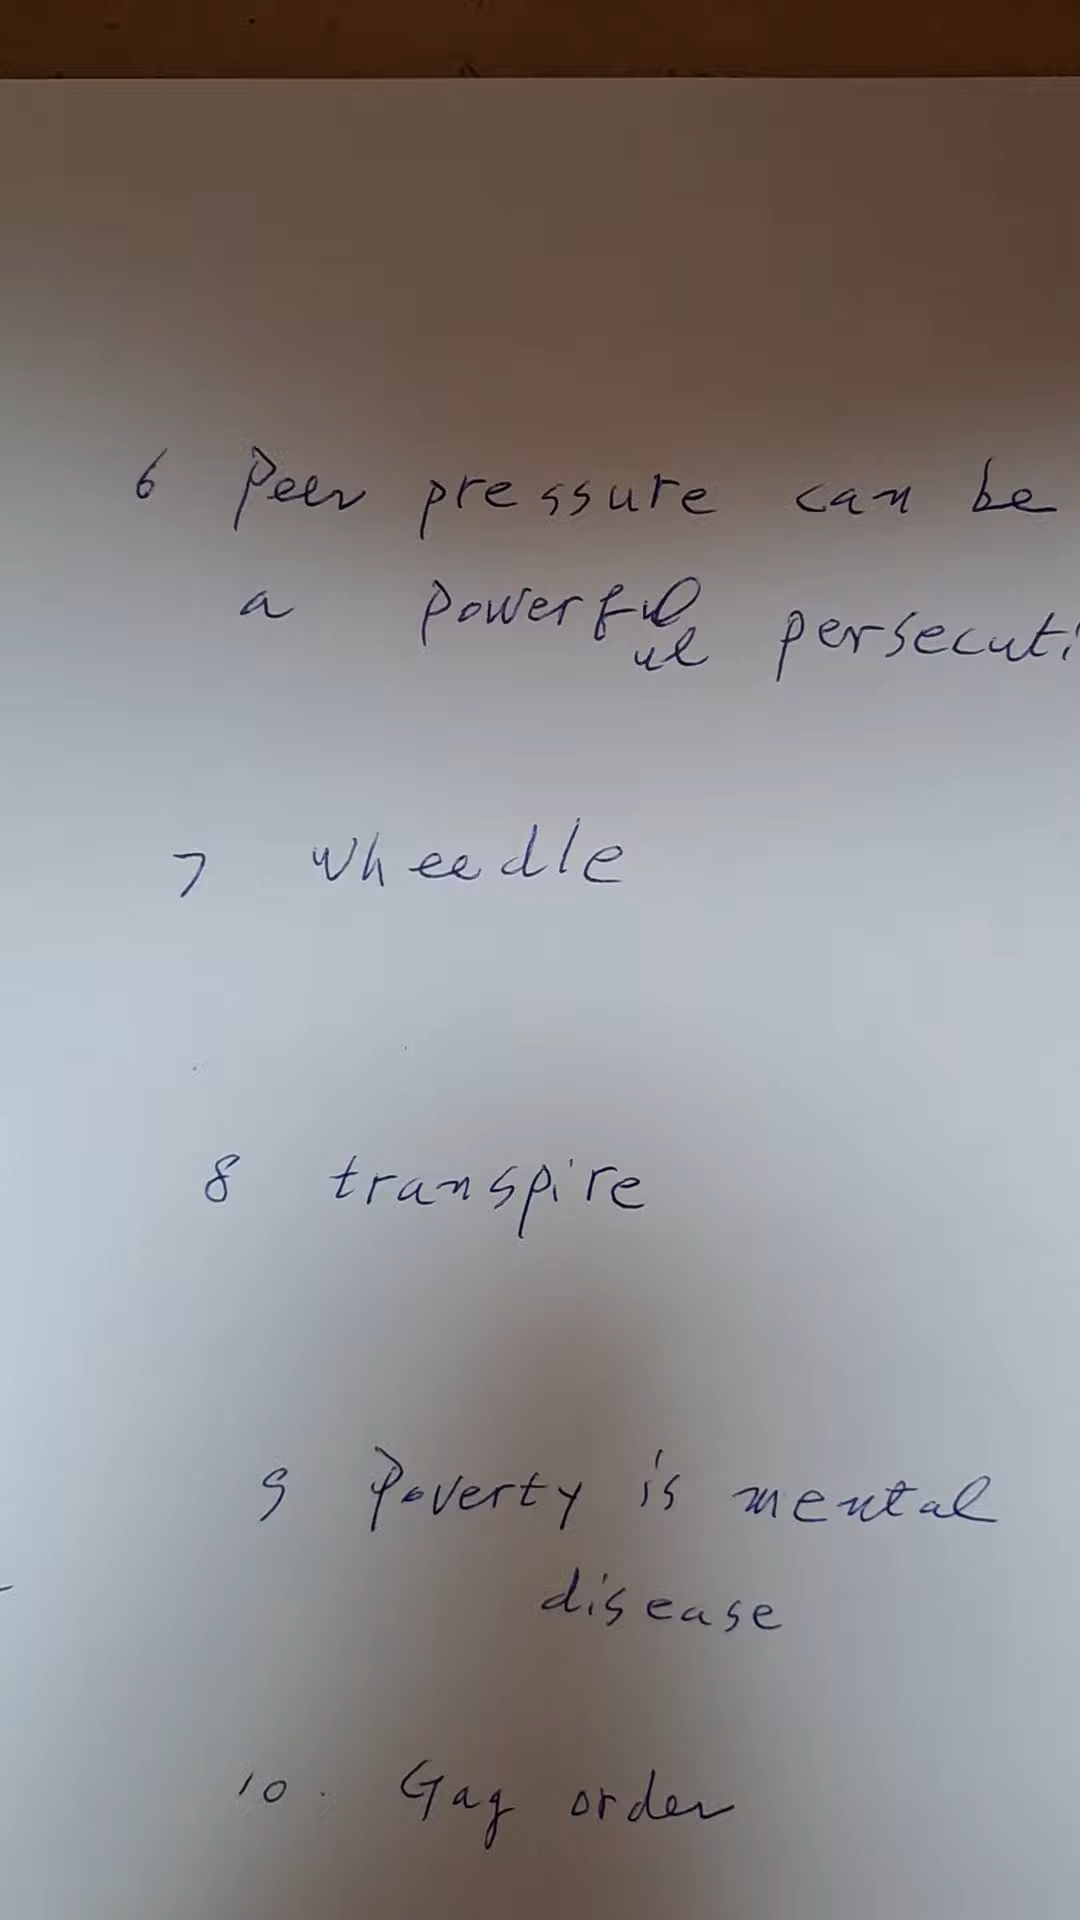 6 Peer pressure can be
a powerful persecuti
ul
7 wheedle
8 transpire
9 Poverty is mental
disease
10. Gag order